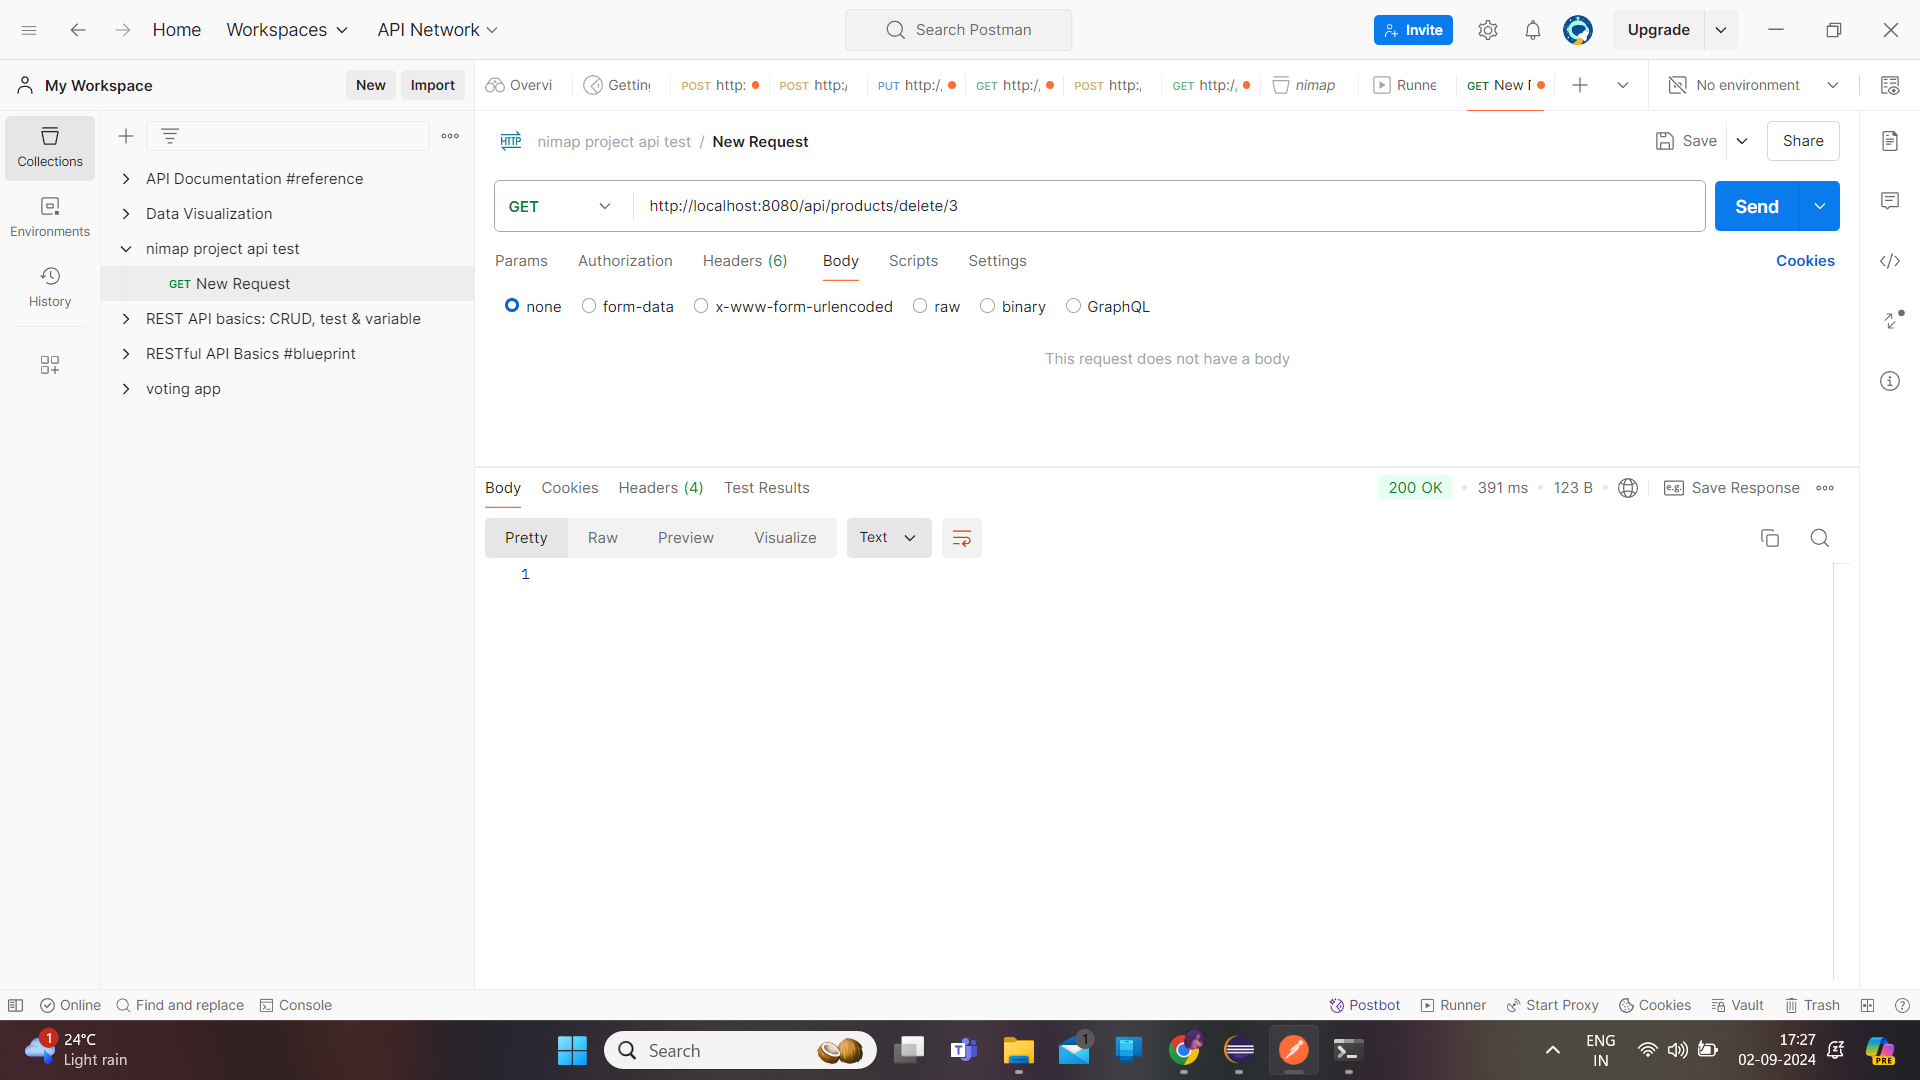 Home Workspaces API Network Search Postman Invite Upgrade
My Workspace New Import Overvi Getting POST http: POST http:/ PUT http:/, GET http:/, POST http:, GET http:/, nimap Runne GET New No environment
Collections
Environments
History
API Documentation #reference
Data Visualization
nimap project api test
GET New Request
REST API basics: CRUD, test & variable
RESTful API Basics #blueprint
voting app
HTTP nimap project api test / New Request Save Share
GET http://localhost:8080/api/products/delete/3 Send
Params Authorization Headers (6) Body Scripts Settings Cookies
none form-data x-www-form-urlencoded raw binary GraphQL
This request does not have a body
Body Cookies Headers (4) Test Results 200 OK • 391 ms • 123 B • e.g. Save Response
Pretty Raw Preview Visualize Text
1
Online Find and replace Console Postbot Runner Start Proxy Cookies Vault Trash
1 24°C
Light rain
Search
1
ENG
IN
17:27
02-09-2024
PRE